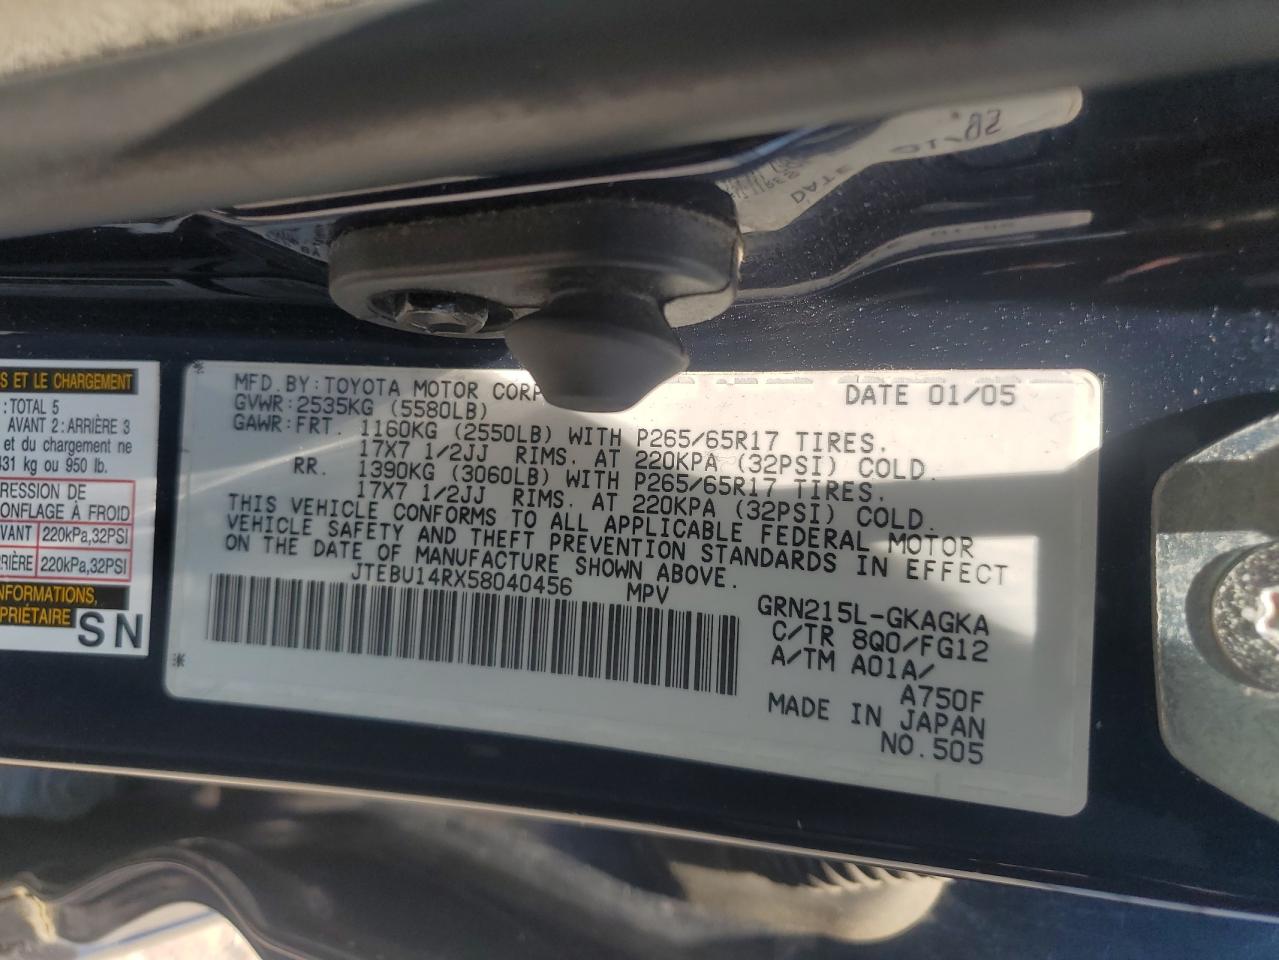 DATE 01/0
S ET LE CHARGEMENT
: TOTAL 5
AVANT 2: ARRIÈRE 3
et du chargement ne
431 kg ou 950 lb.
RESSION DE
ONFLAGE À FROID
VANT 220kPa,32PSI
RIÈRE 220kPa,32PSI
NFORMATIONS,
PRIÉTAIRE
SN
MFD. BY: TOYOTA MOTOR CORP DATE 01/05
GVWR: 2535KG (5580LB)
GAWR: FRT. 1160KG (2550LB) WITH P265/65R17 TIRES.
17X7 1/2JJ RIMS. AT 220KPA (32PSI) COLD.
RR. 1390KG (3060LB) WITH P265/65R17 TIRES.
17X7 1/2JJ RIMS. AT 220KPA (32PSI) COLD.
THIS VEHICLE CONFORMS TO ALL APPLICABLE FEDERAL MOTOR
VEHICLE SAFETY AND THEFT PREVENTION STANDARDS IN EFFECT
ON THE DATE OF MANUFACTURE SHOWN ABOVE.
JTEBU14RX58040456 MPV
GRN215L-GKAGKA
C/TR 8Q0/FG12
A/TM A01A/
A750F
MADE IN JAPAN
NO.505